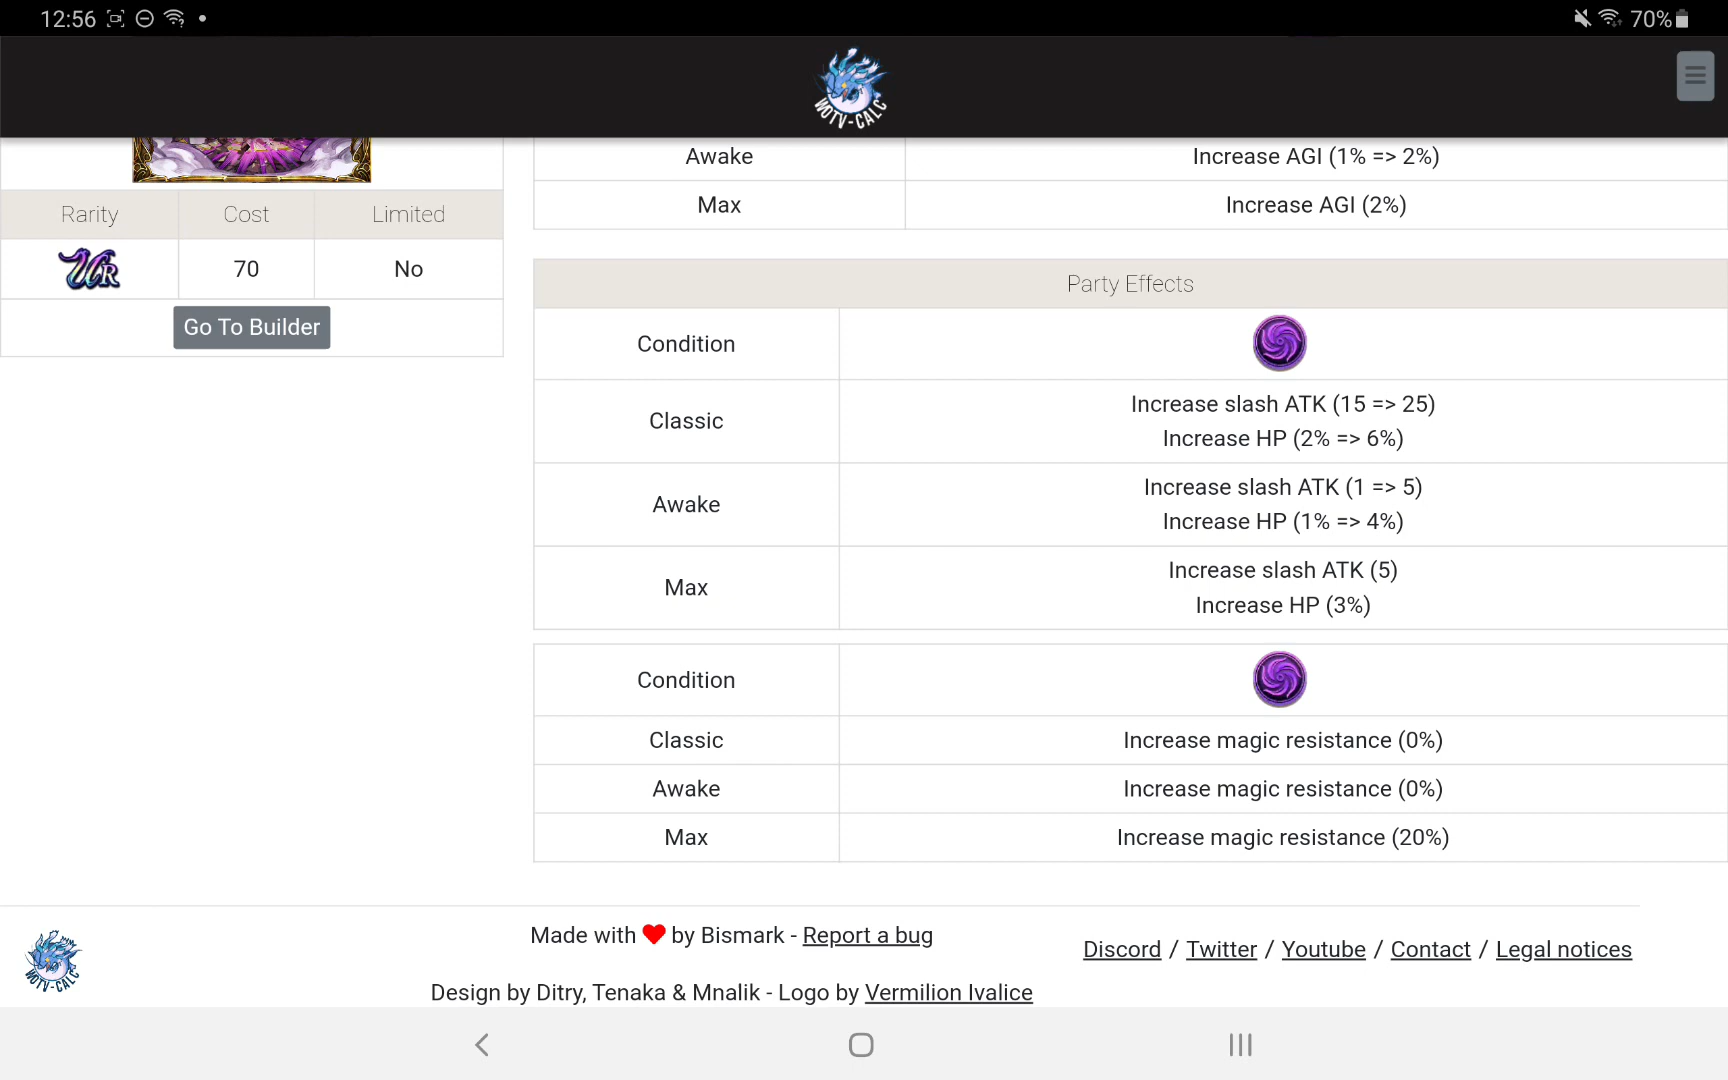 12:56
70%
WOTV-CALC
Awake Increase AGI (1% => 2%)
Max Increase AGI (2%)
Rarity Cost Limited
UR 70 No
Go To Builder
Party Effects
Condition
Classic Increase slash ATK (15 => 25)
Increase HP (2% => 6%)
Awake Increase slash ATK (1 => 5)
Increase HP (1% => 4%)
Max Increase slash ATK (5)
Increase HP (3%)
Condition
Classic Increase magic resistance (0%)
Awake Increase magic resistance (0%)
Max Increase magic resistance (20%)
WOTV-CALC
Made with ❤ by Bismark - Report a bug
Discord / Twitter / Youtube / Contact / Legal notices
Design by Ditry, Tenaka & Mnalik - Logo by Vermilion Ivalice